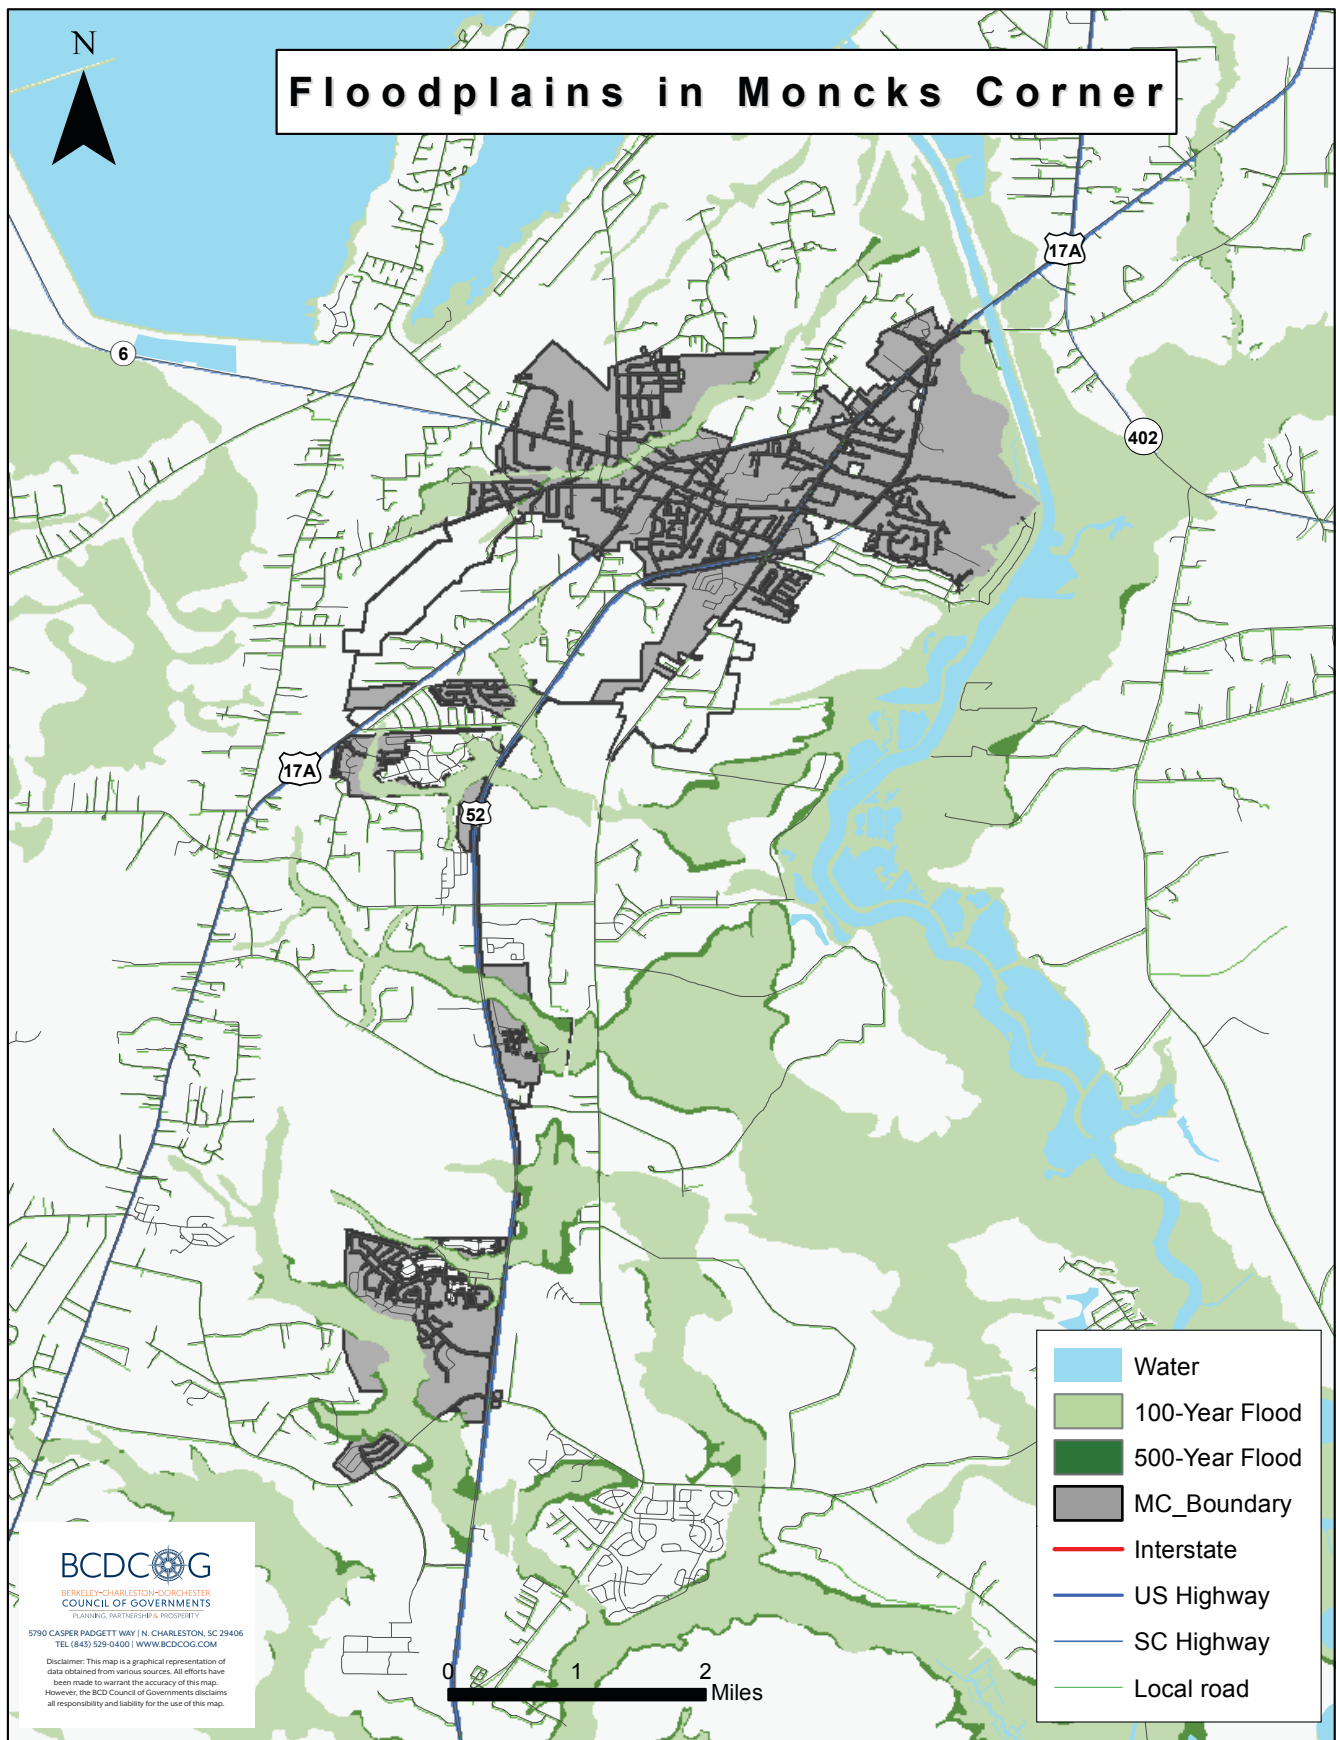 N
Floodplains in Moncks Corner
17A
6
402
17A
52
Water
100-Year Flood
500-Year Flood
MC_Boundary
Interstate
US Highway
SC Highway
Local road
BCDCOG
BERKELEY-CHARLESTON-DORCHESTER
COUNCIL OF GOVERNMENTS
PLANNING, PARTNERSHIP & PROSPERITY
5790 CASPER PADGETT WAY | N. CHARLESTON, SC 29406
TEL (843) 529-0400 | WWW.BCDCOG.COM
Disclaimer: This map is a graphical representation of
data obtained from various sources. All efforts have
been made to warrant the accuracy of this map.
However, the BCD Council of Governments disclaims
all responsibility and liability for the use of this map.
0 1 2
Miles